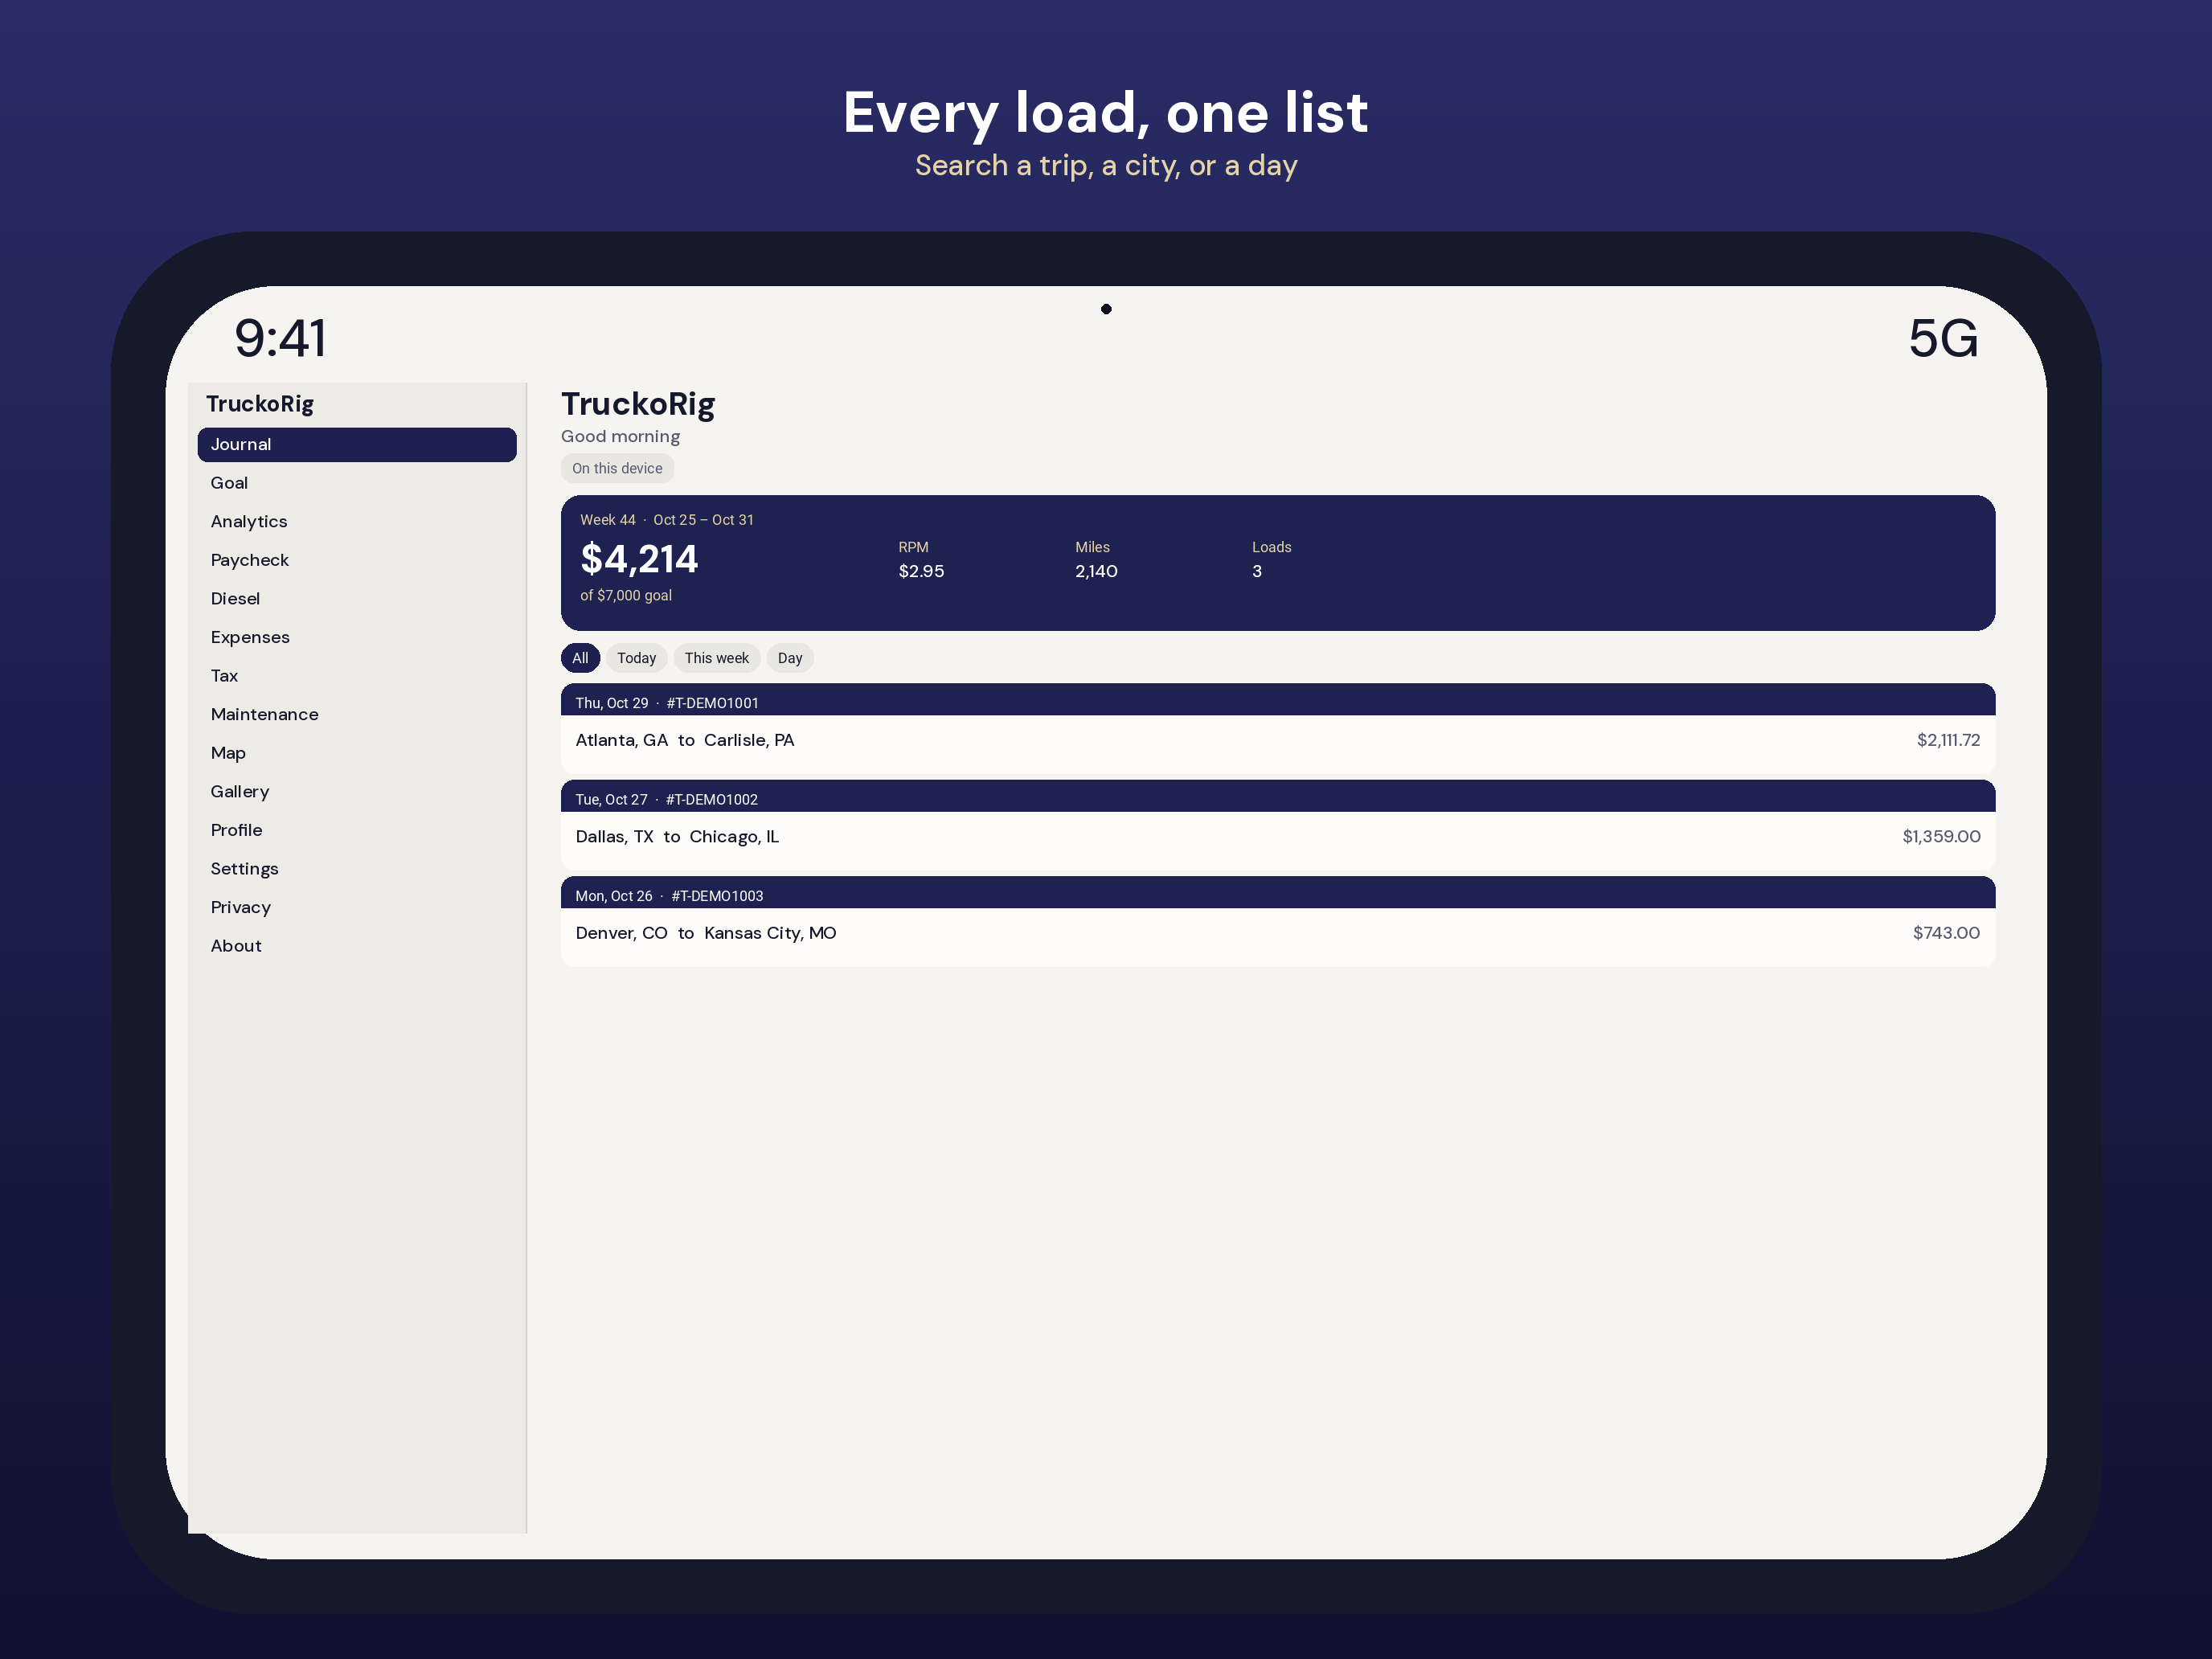 Every load, one list
Search a trip, a city, or a day
9:41
5G
TruckoRig
Journal
Goal
Analytics
Paycheck
Diesel
Expenses
Tax
Maintenance
Map
Gallery
Profile
Settings
Privacy
About
TruckoRig
Good morning
On this device
Week 44 · Oct 25 – Oct 31
$4,214
of $7,000 goal
RPM
$2.95
Miles
2,140
Loads
3
All
Today
This week
Day
Thu, Oct 29 · #T-DEMO1001
Atlanta, GA to Carlisle, PA
$2,111.72
Tue, Oct 27 · #T-DEMO1002
Dallas, TX to Chicago, IL
$1,359.00
Mon, Oct 26 · #T-DEMO1003
Denver, CO to Kansas City, MO
$743.00